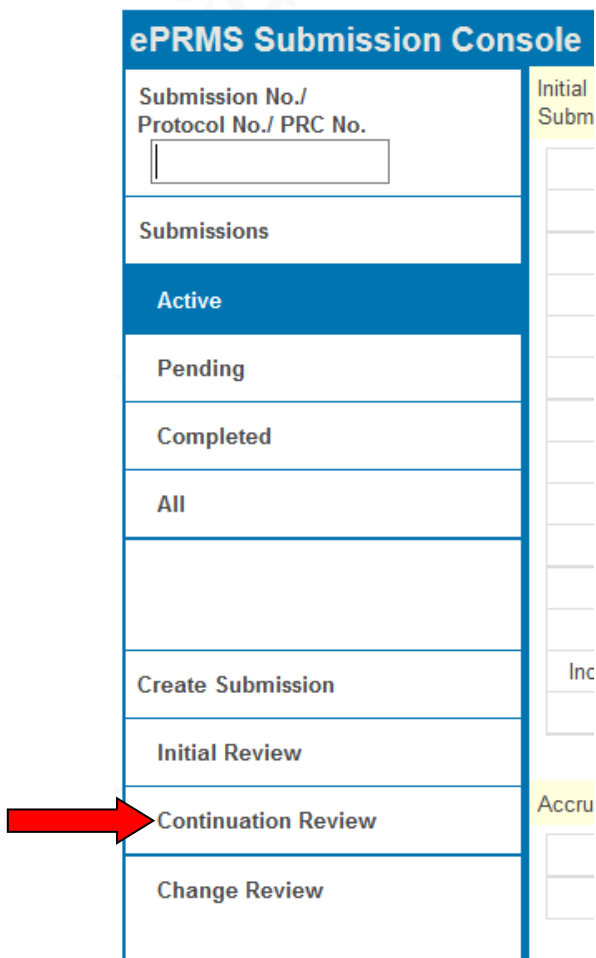 ePRMS Submission Console
Submission No./
Protocol No./ PRC No.
Submissions
Active
Pending
Completed
All
Create Submission
Initial Review
Continuation Review
Change Review
Initial
Subm
Inc
Accru